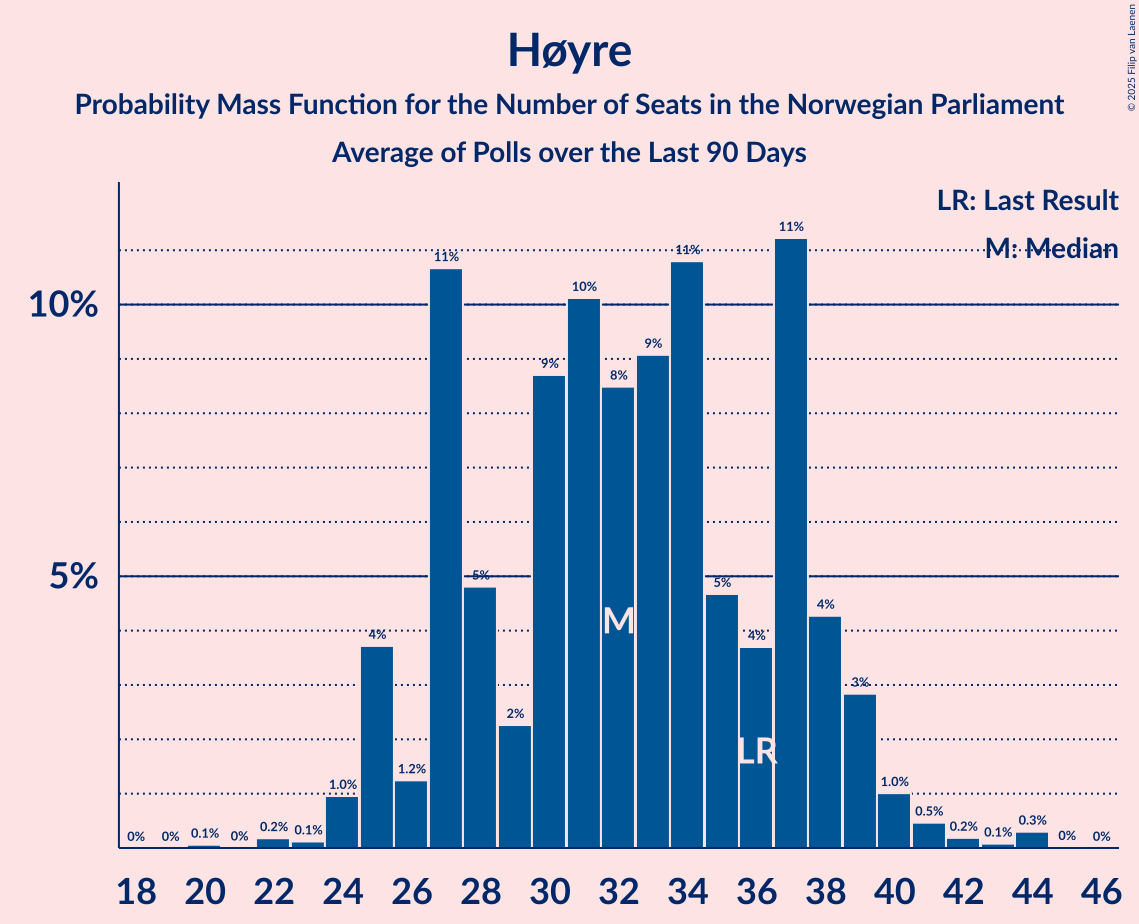 Høyre
Probability Mass Function for the Number of Seats in the Norwegian Parliament
Average of Polls over the Last 90 Days
© 2025 Filip van Laenen
LR: Last Result
M: Median
10%
5%
0% 0% 0.1% 0% 0.2% 0.1% 1.0% 4% 1.2% 11% 5% 2% 9% 10% 8% 9% 11% 5% 4% 11% 4% 3% 1.0% 0.5% 0.2% 0.1% 0.3% 0% 0%
M
LR
18 20 22 24 26 28 30 32 34 36 38 40 42 44 46